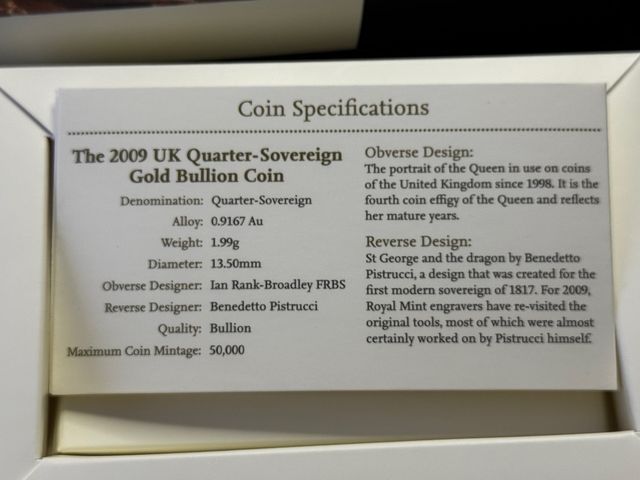 Coin Specifications
The 2009 UK Quarter-Sovereign
Gold Bullion Coin
Denomination: Quarter-Sovereign
Alloy: 0.9167 Au
Weight: 1.99g
Diameter: 13.50mm
Obverse Designer: Ian Rank-Broadley FRBS
Reverse Designer: Benedetto Pistrucci
Quality: Bullion
Maximum Coin Mintage: 50,000
Obverse Design:
The portrait of the Queen in use on coins
of the United Kingdom since 1998. It is the
fourth coin effigy of the Queen and reflects
her mature years.
Reverse Design:
St George and the dragon by Benedetto
Pistrucci, a design that was created for the
first modern sovereign of 1817. For 2009,
Royal Mint engravers have re-visited the
original tools, most of which were almost
certainly worked on by Pistrucci himself.